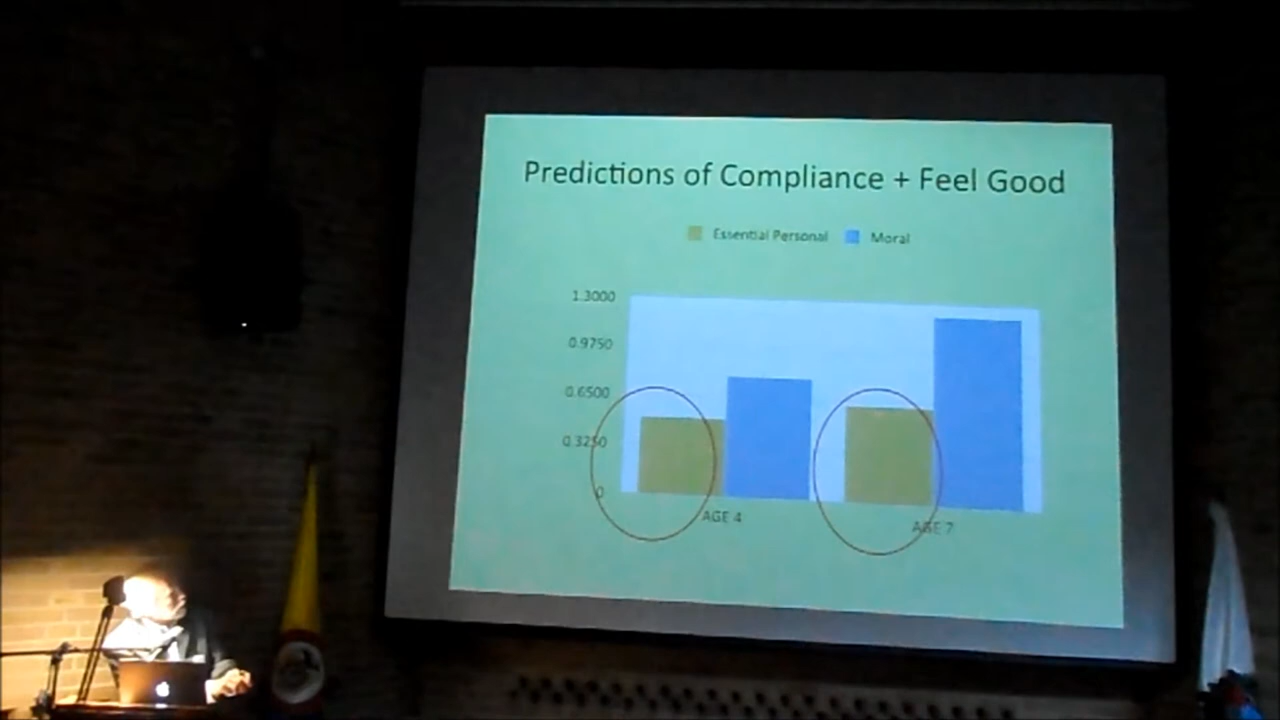 Predictions of Compliance + Feel Good
Essential Personal Moral
1.3000
0.9750
0.6500
0.3250
0
AGE 4 AGE 7